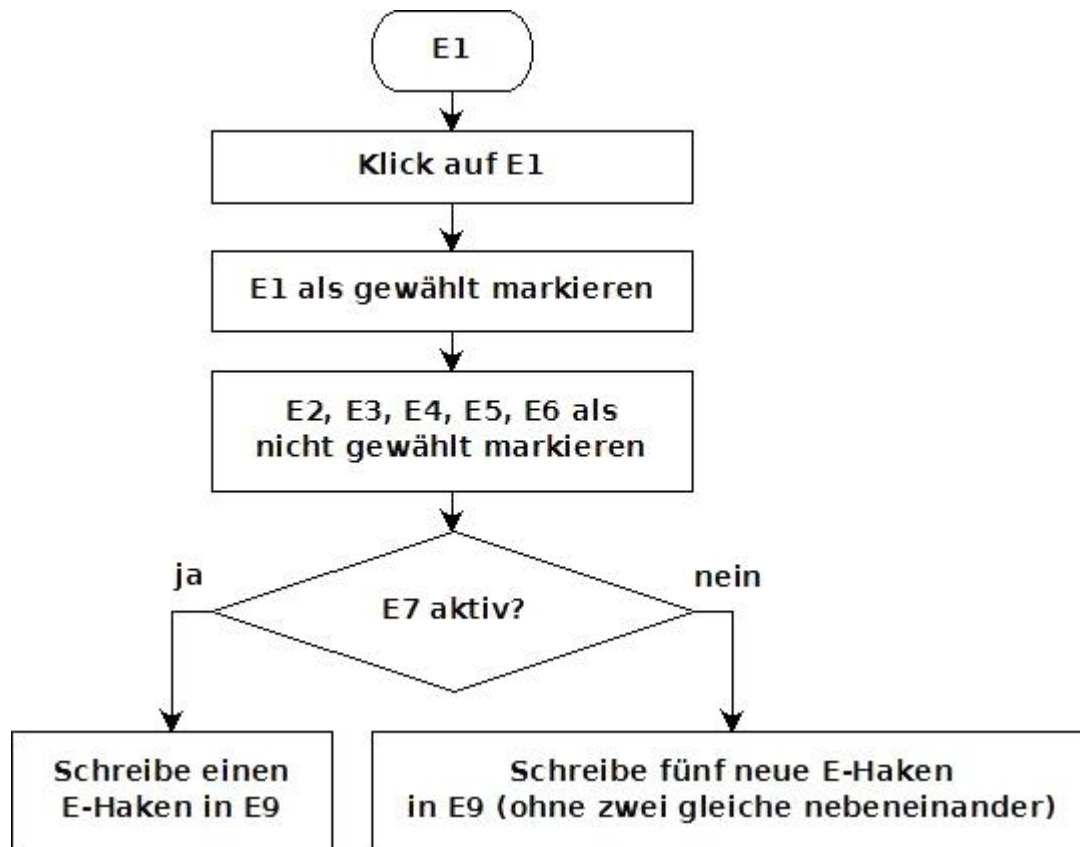 E1
Klick auf E1
E1 als gewählt markieren
E2, E3, E4, E5, E6 als
nicht gewählt markieren
ja
nein
E7 aktiv?
Schreibe einen
E-Haken in E9
Schreibe fünf neue E-Haken
in E9 (ohne zwei gleiche nebeneinander)